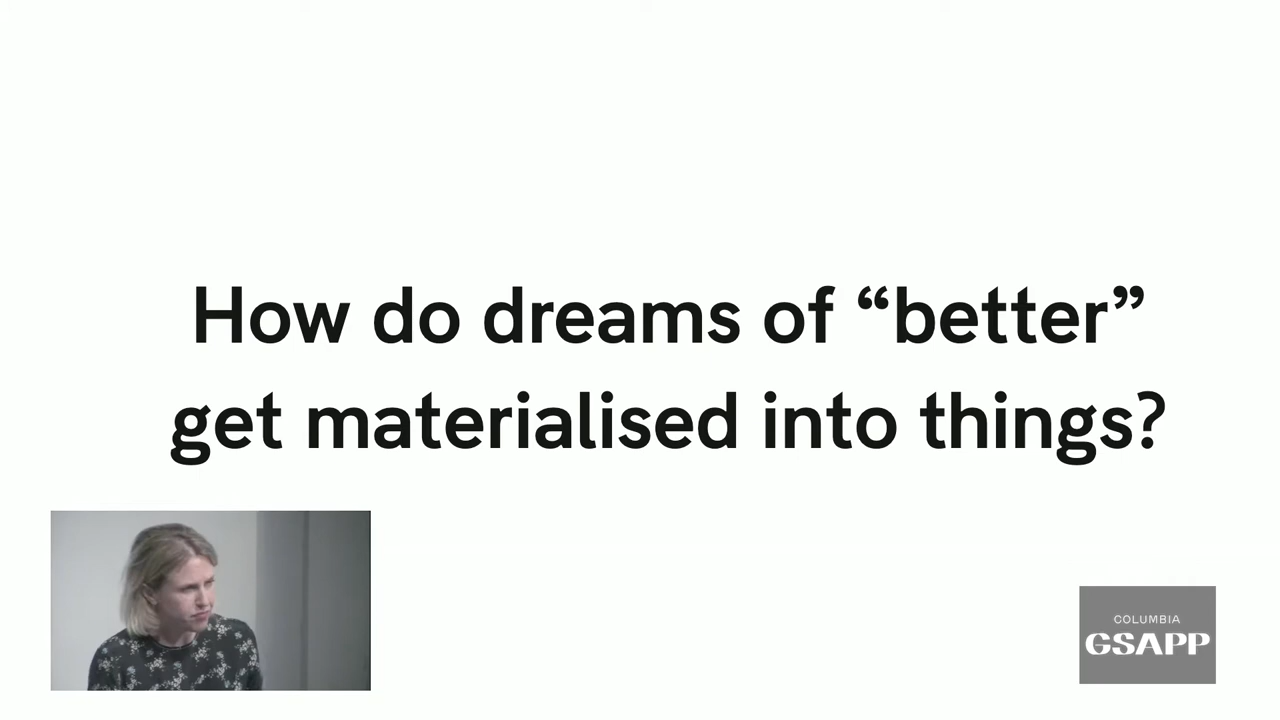 How do dreams of “better”
get materialised into things?
COLUMBIA
GSAPP